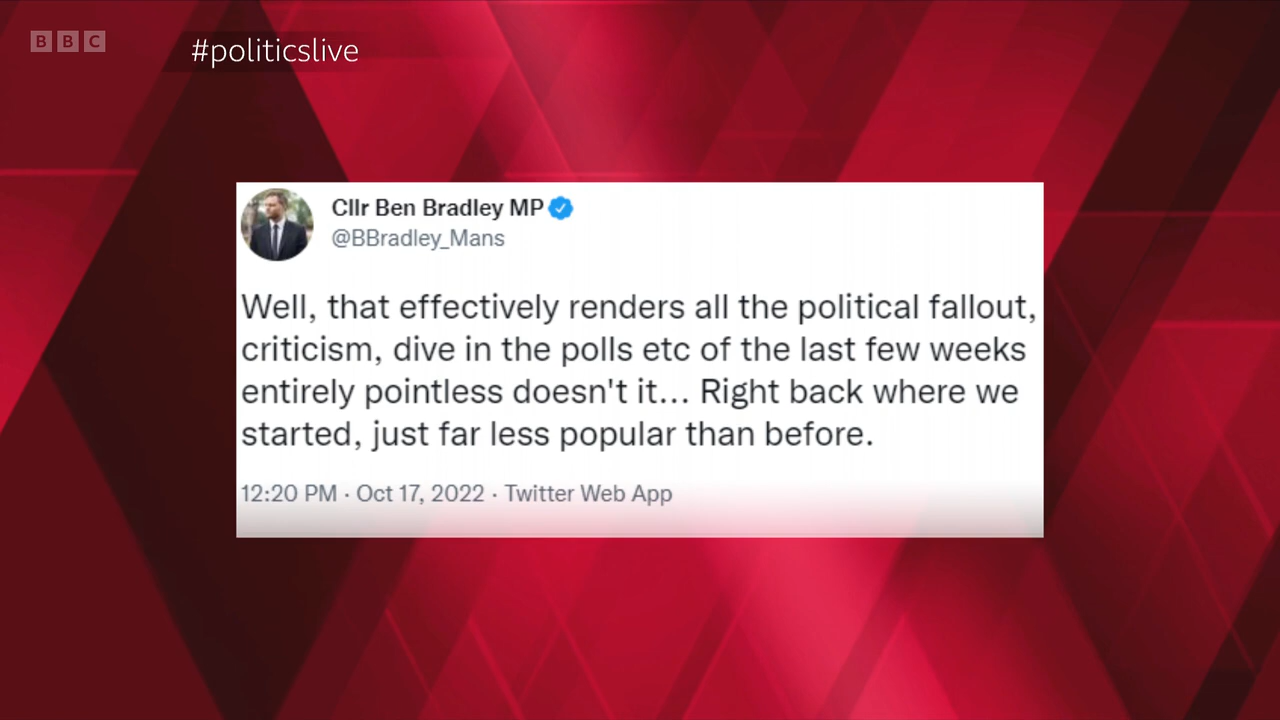 BBC
#politicslive
Cllr Ben Bradley MP
@BBradley_Mans
Well, that effectively renders all the political fallout,
criticism, dive in the polls etc of the last few weeks
entirely pointless doesn't it... Right back where we
started, just far less popular than before.
12:20 PM · Oct 17, 2022 · Twitter Web App